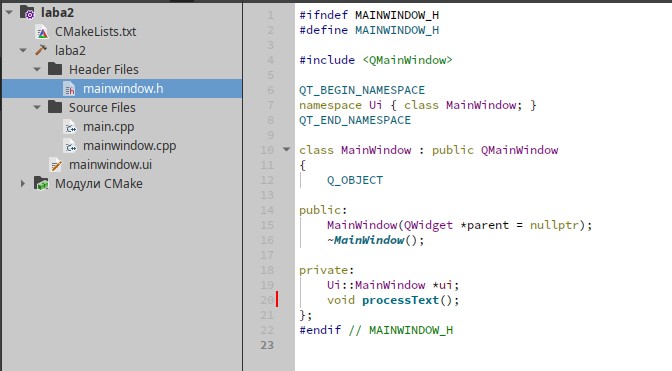 laba2
CMakeLists.txt
laba2
Header Files
mainwindow.h
Source Files
main.cpp
mainwindow.cpp
mainwindow.ui
Модули CMake
1 #ifndef MAINWINDOW_H
2 #define MAINWINDOW_H
3
4 #include <QMainWindow>
5
6 QT_BEGIN_NAMESPACE
7 namespace Ui { class MainWindow; }
8 QT_END_NAMESPACE
9
10 class MainWindow : public QMainWindow
11 {
12     Q_OBJECT
13
14 public:
15     MainWindow(QWidget *parent = nullptr);
16     ~MainWindow();
17
18 private:
19     Ui::MainWindow *ui;
20     void processText();
21 };
22 #endif // MAINWINDOW_H
23